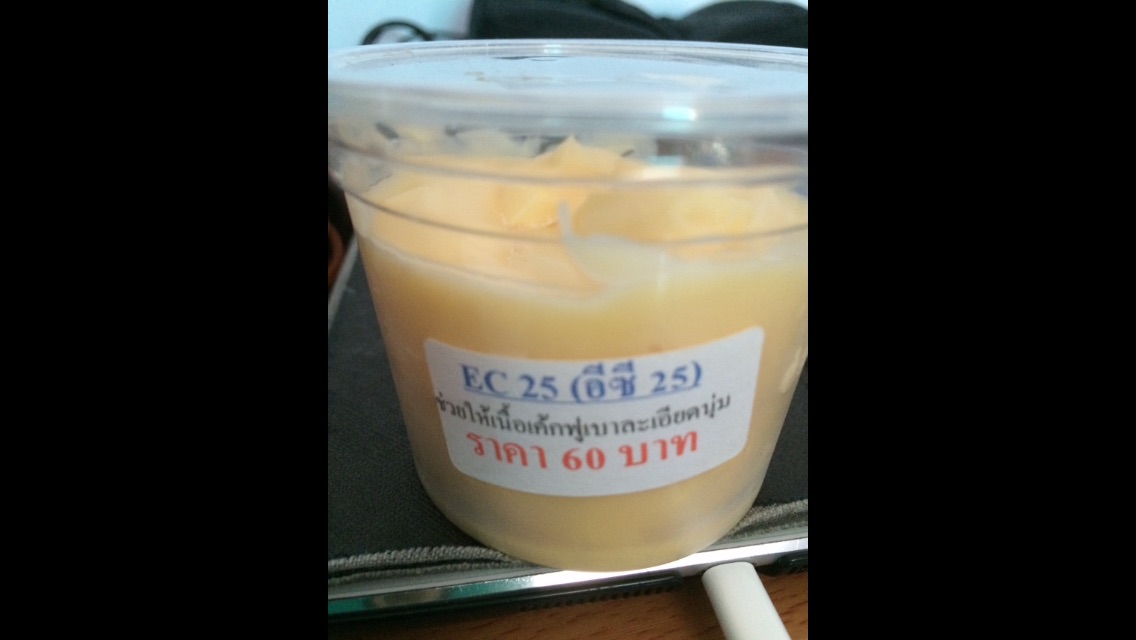 EC 25 (อีซี 25)
ช่วยให้เนื้อเค้กฟูเบาละเอียดนุ่ม
ราคา 60 บาท